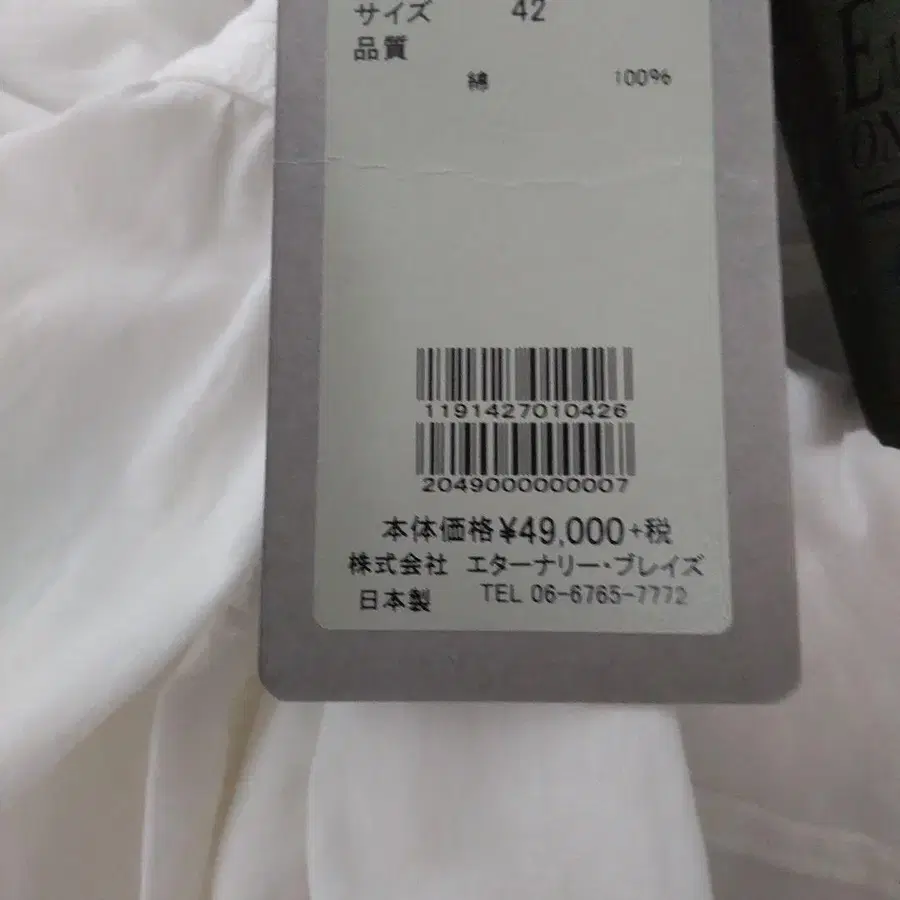 サイズ 42
品質
綿 100%
1191427010426
2049000000007
本体価格¥49,000+税
株式会社 エターナリー・ブレイズ
日本製 TEL 06-6765-7772